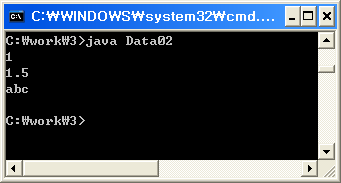 C:₩WINDOWS₩system32₩cmd....
C:₩work₩3>java Data02
1
1.5
abc
C:₩work₩3>